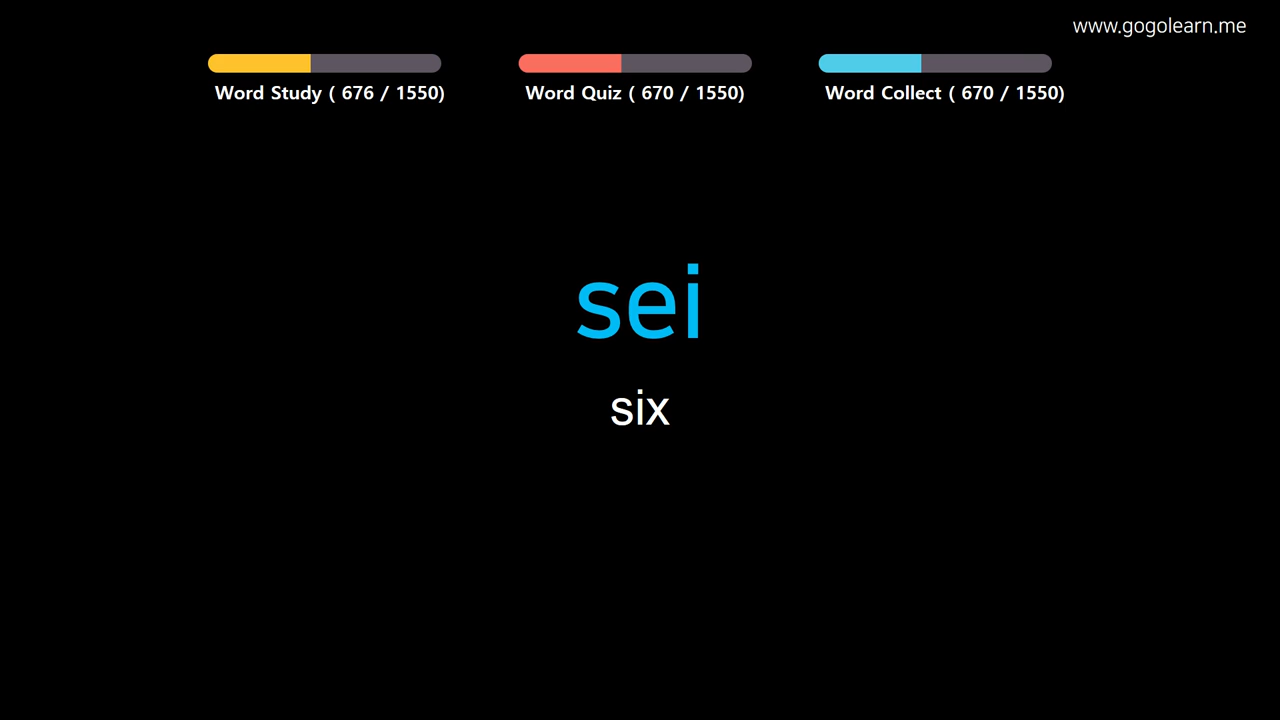 www.gogolearn.me
Word Study ( 676 / 1550)
Word Quiz ( 670 / 1550)
Word Collect ( 670 / 1550)
sei
six